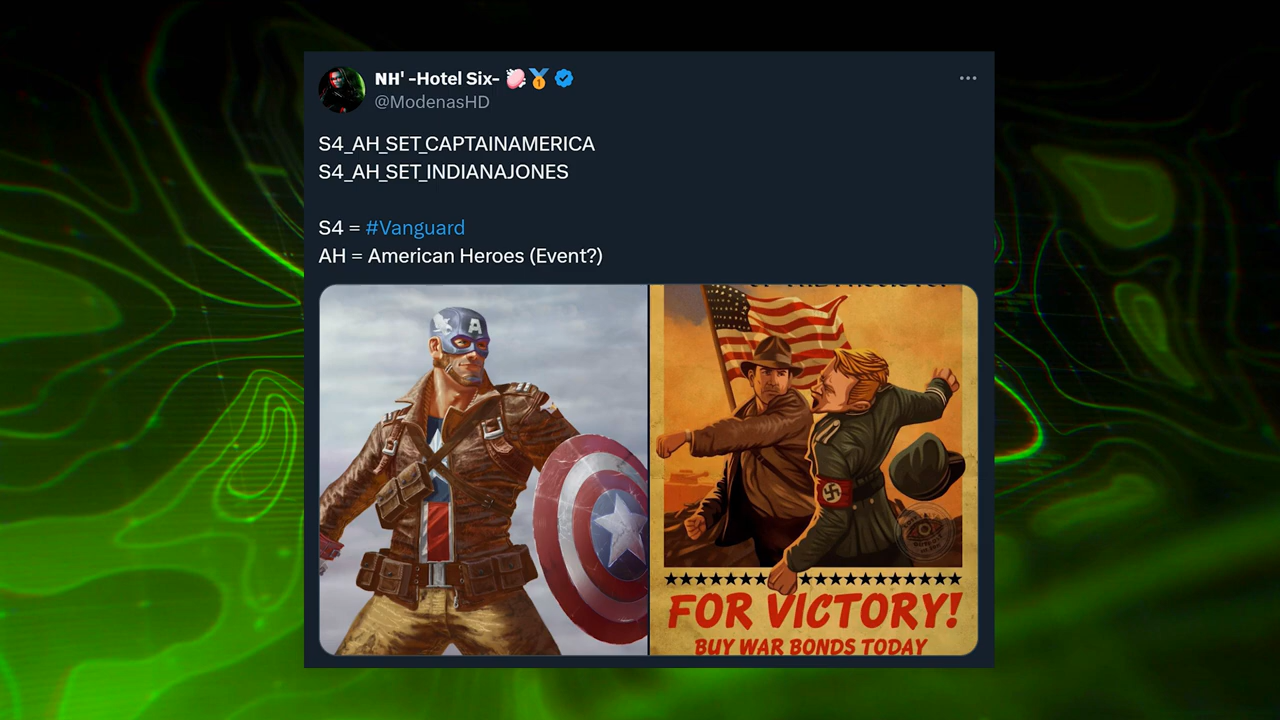 NH' -Hotel Six-
@ModenasHD
S4_AH_SET_CAPTAINAMERICA
S4_AH_SET_INDIANAJONES
S4 = #Vanguard
AH = American Heroes (Event?)
A
FOR VICTORY!
BUY WAR BONDS TODAY